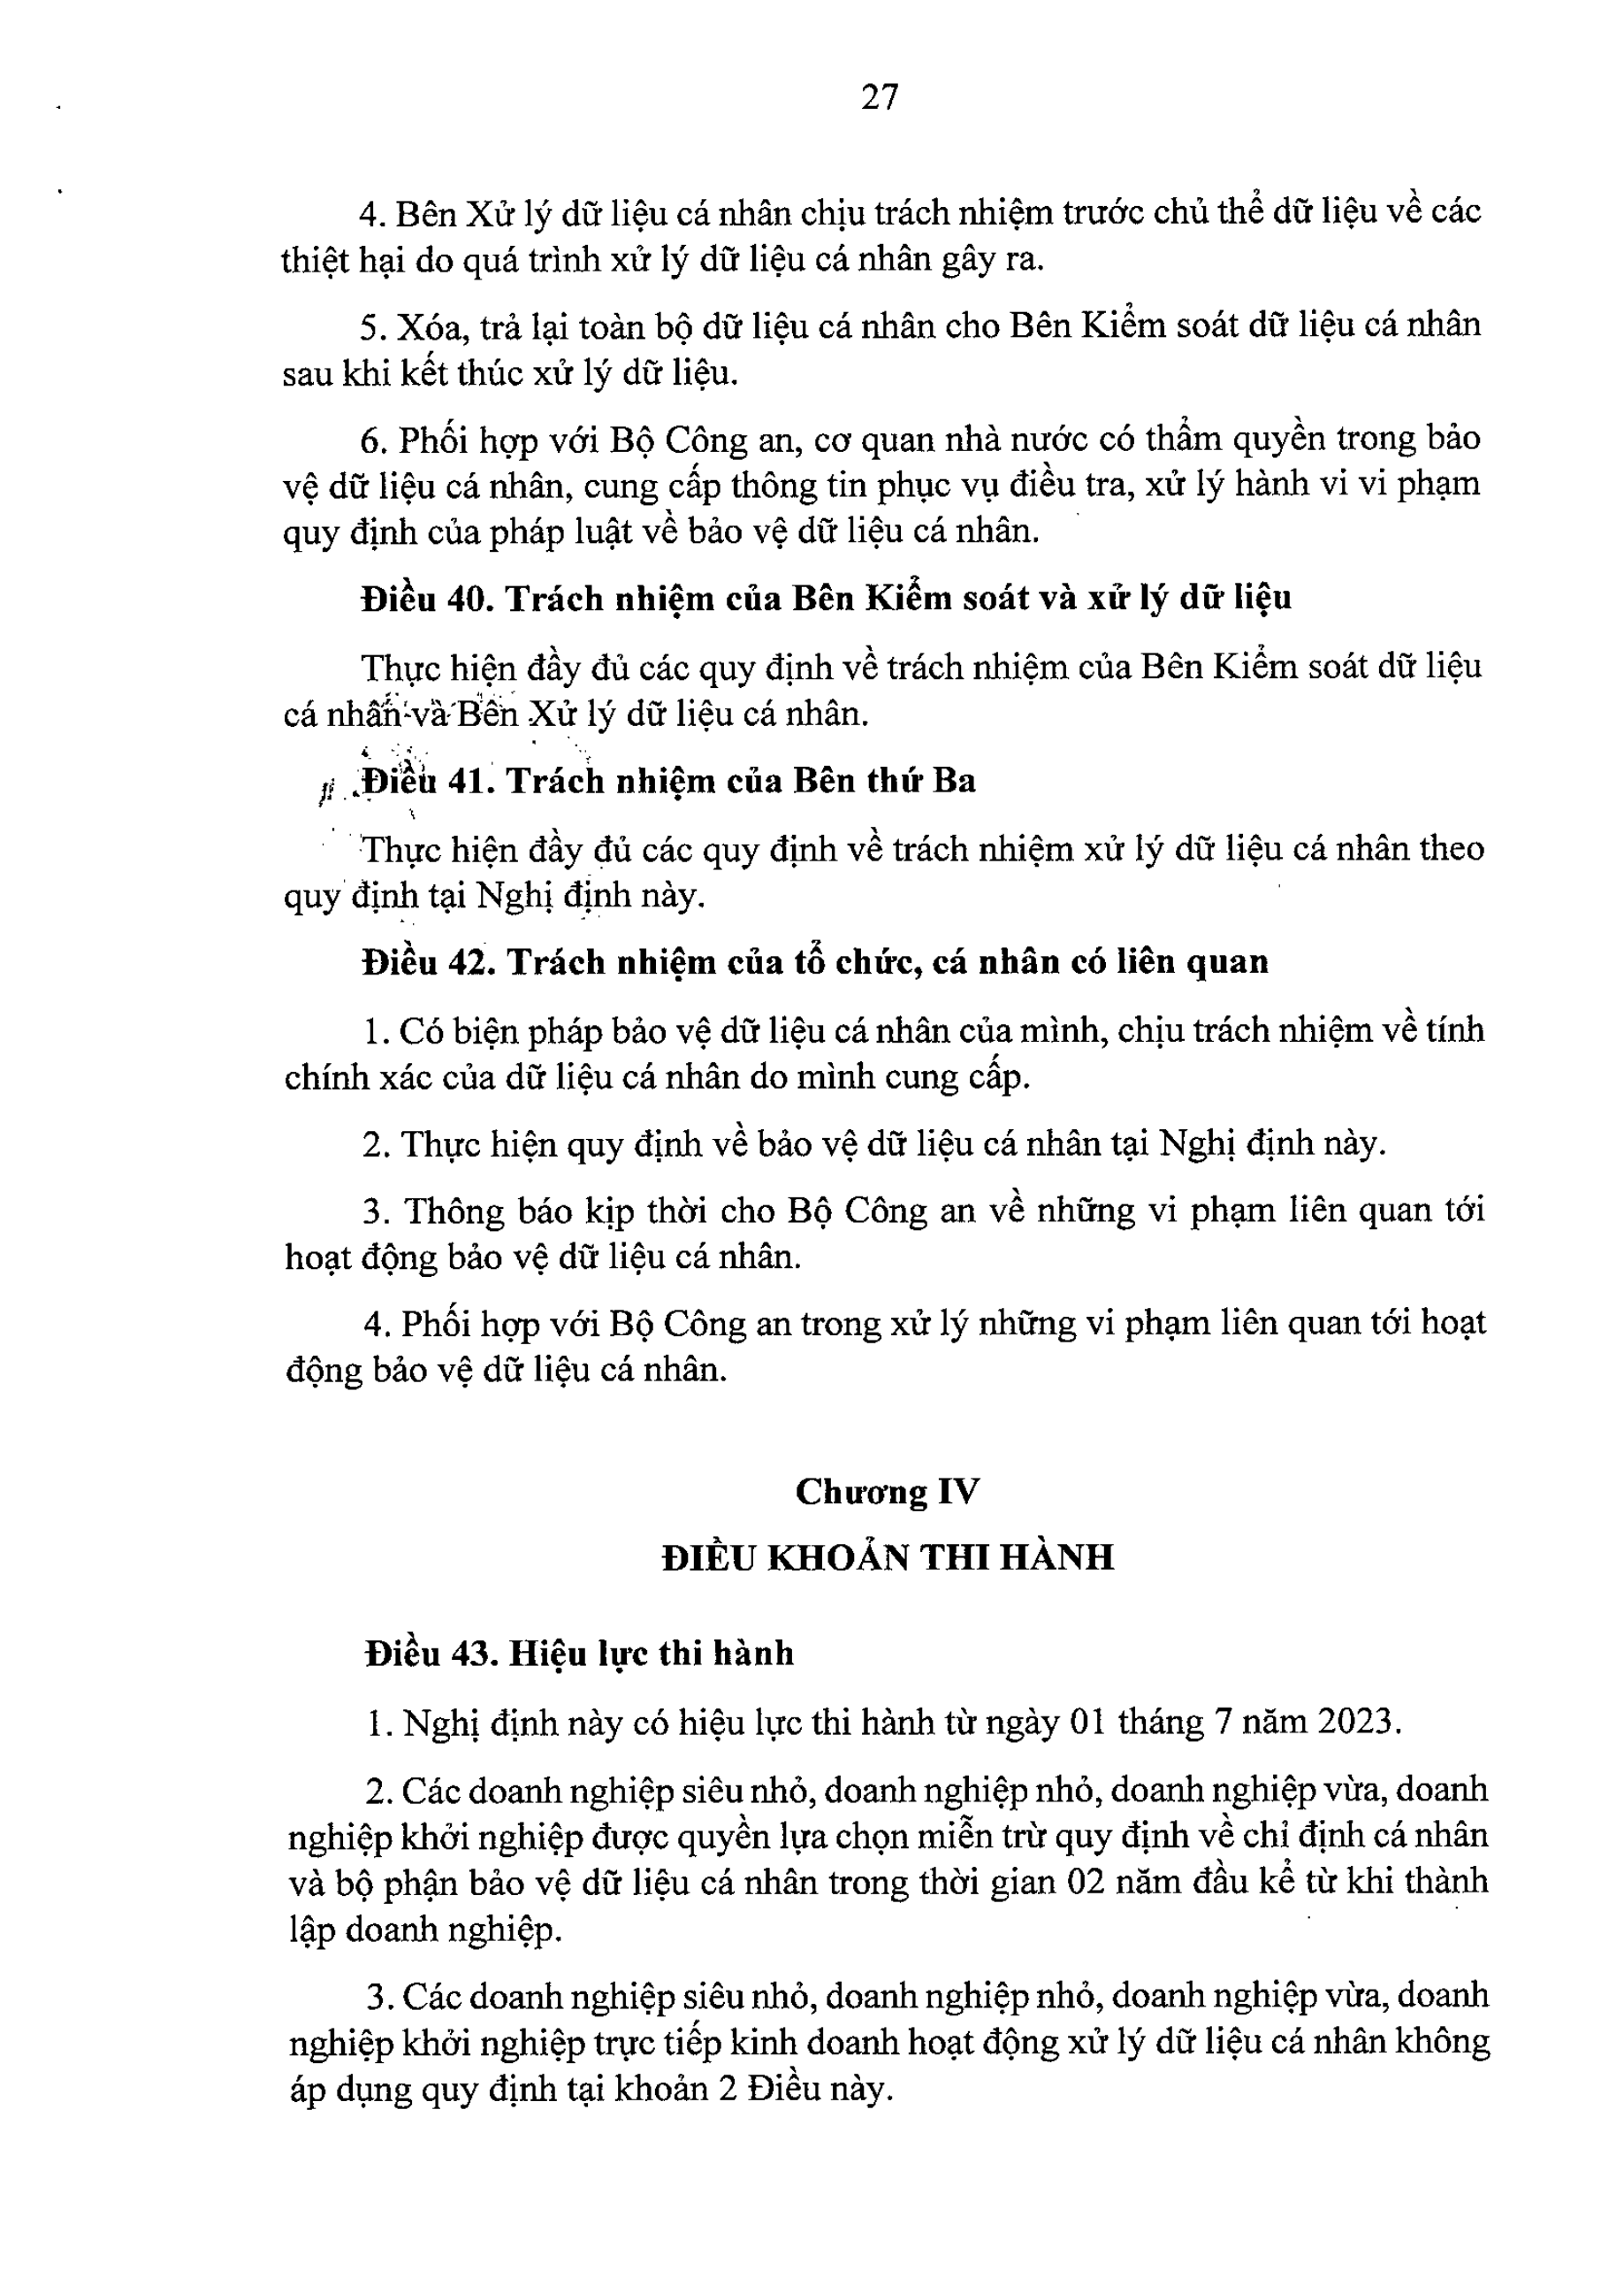 27
4. Bên Xử lý dữ liệu cá nhân chịu trách nhiệm trước chủ thể dữ liệu về các
thiệt hại do quá trình xử lý dữ liệu cá nhân gây ra.
5. Xóa, trả lại toàn bộ dữ liệu cá nhân cho Bên Kiểm soát dữ liệu cá nhân
sau khi kết thúc xử lý dữ liệu.
6. Phối hợp với Bộ Công an, cơ quan nhà nước có thẩm quyền trong bảo
vệ dữ liệu cá nhân, cung cấp thông tin phục vụ điều tra, xử lý hành vi vi phạm
quy định của pháp luật về bảo vệ dữ liệu cá nhân.
Điều 40. Trách nhiệm của Bên Kiểm soát và xử lý dữ liệu
Thực hiện đầy đủ các quy định về trách nhiệm của Bên Kiểm soát dữ liệu
cá nhân và Bên Xử lý dữ liệu cá nhân.
Điều 41. Trách nhiệm của Bên thứ Ba
Thực hiện đầy đủ các quy định về trách nhiệm xử lý dữ liệu cá nhân theo
quy định tại Nghị định này.
Điều 42. Trách nhiệm của tổ chức, cá nhân có liên quan
1. Có biện pháp bảo vệ dữ liệu cá nhân của mình, chịu trách nhiệm về tính
chính xác của dữ liệu cá nhân do mình cung cấp.
2. Thực hiện quy định về bảo vệ dữ liệu cá nhân tại Nghị định này.
3. Thông báo kịp thời cho Bộ Công an về những vi phạm liên quan tới
hoạt động bảo vệ dữ liệu cá nhân.
4. Phối hợp với Bộ Công an trong xử lý những vi phạm liên quan tới hoạt
động bảo vệ dữ liệu cá nhân.
Chương IV
ĐIỀU KHOẢN THI HÀNH
Điều 43. Hiệu lực thi hành
1. Nghị định này có hiệu lực thi hành từ ngày 01 tháng 7 năm 2023.
2. Các doanh nghiệp siêu nhỏ, doanh nghiệp nhỏ, doanh nghiệp vừa, doanh
nghiệp khởi nghiệp được quyền lựa chọn miễn trừ quy định về chỉ định cá nhân
và bộ phận bảo vệ dữ liệu cá nhân trong thời gian 02 năm đầu kể từ khi thành
lập doanh nghiệp.
3. Các doanh nghiệp siêu nhỏ, doanh nghiệp nhỏ, doanh nghiệp vừa, doanh
nghiệp khởi nghiệp trực tiếp kinh doanh hoạt động xử lý dữ liệu cá nhân không
áp dụng quy định tại khoản 2 Điều này.